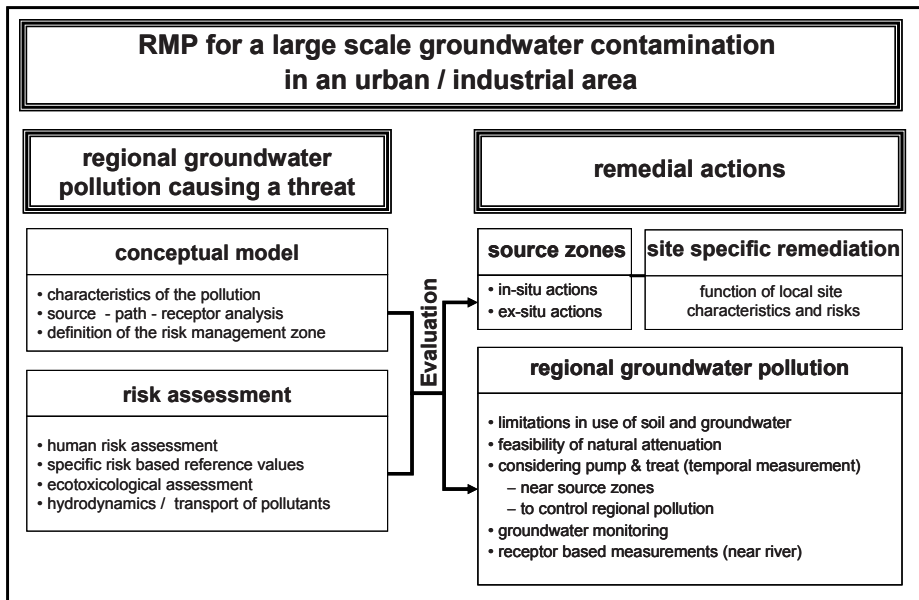 RMP for a large scale groundwater contamination
in an urban / industrial area
regional groundwater
pollution causing a threat
conceptual model
• characteristics of the pollution
• source - path - receptor analysis
• definition of the risk management zone
risk assessment
• human risk assessment
• specific risk based reference values
• ecotoxicological assessment
• hydrodynamics / transport of pollutants
Evaluation
remedial actions
source zones
• in-situ actions
• ex-situ actions
site specific remediation
function of local site
characteristics and risks
regional groundwater pollution
• limitations in use of soil and groundwater
• feasibility of natural attenuation
• considering pump & treat (temporal measurement)
– near source zones
– to control regional pollution
• groundwater monitoring
• receptor based measurements (near river)